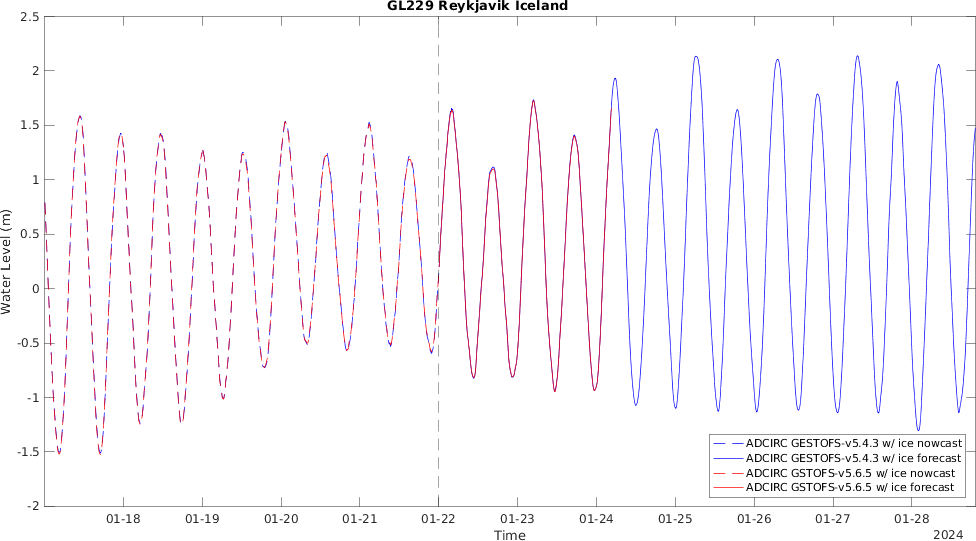 GL229 Reykjavik Iceland
2.5
2
1.5
1
0.5
0
-0.5
-1
-1.5
-2
Water Level (m)
ADCIRC GESTOFS-v5.4.3 w/ ice nowcast
ADCIRC GESTOFS-v5.4.3 w/ ice forecast
ADCIRC GSTOFS-v5.6.5 w/ ice nowcast
ADCIRC GSTOFS-v5.6.5 w/ ice forecast
01-18 01-19 01-20 01-21 01-22 01-23 01-24 01-25 01-26 01-27 01-28
Time
2024